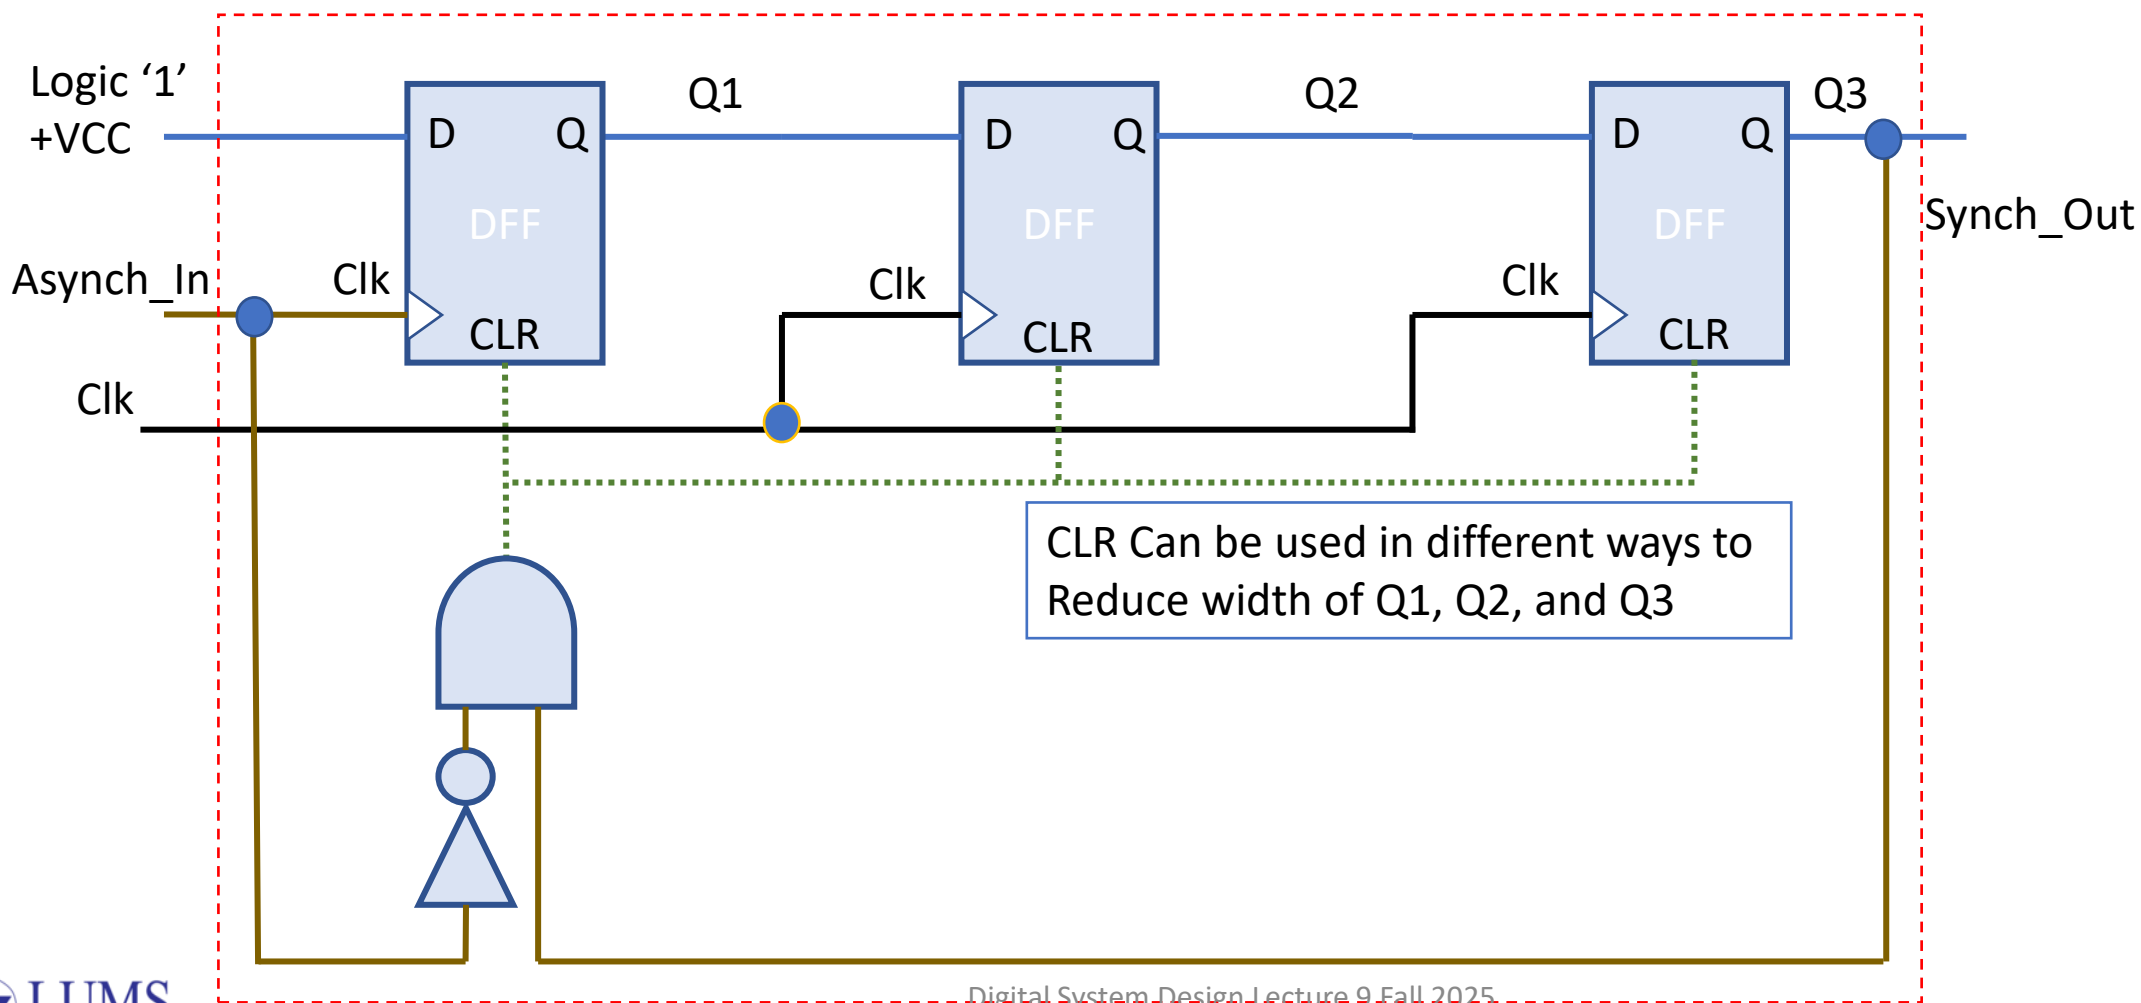 Logic ‘1’
+VCC
Q1
Q2
Q3
D Q
D Q
D Q
DFF
DFF
DFF
Synch_Out
Asynch_In
Clk
Clk
Clk
CLR
CLR
CLR
Clk
CLR Can be used in different ways to
Reduce width of Q1, Q2, and Q3
LUMS
Digital System Design Lecture 9 Fall 2025